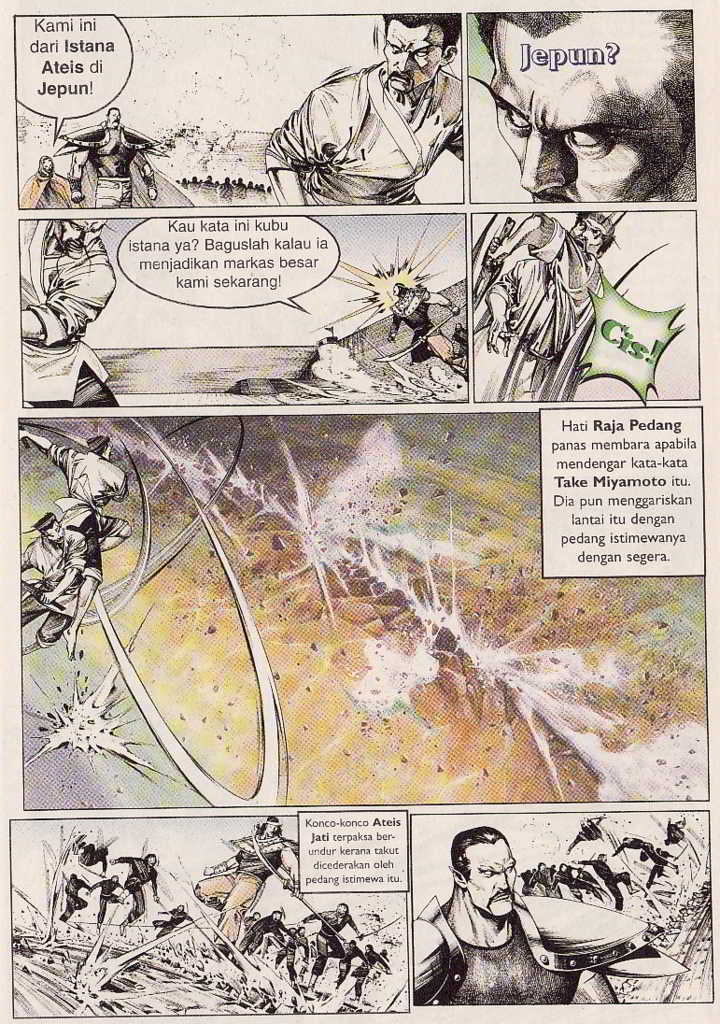 Kami ini
dari Istana
Ateis di
Jepun!
Jepun?
Kau kata ini kubu
istana ya? Baguslah kalau ia
menjadikan markas besar
kami sekarang!
Cis!
Hati Raja Pedang
panas membara apabila
mendengar kata-kata
Take Miyamoto itu.
Dia pun menggariskan
lantai itu dengan
pedang istimewanya
dengan segera.
Konco-konco Ateis
Jati terpaksa ber-
undur kerana takut
dicederakan oleh
pedang istimewa itu.